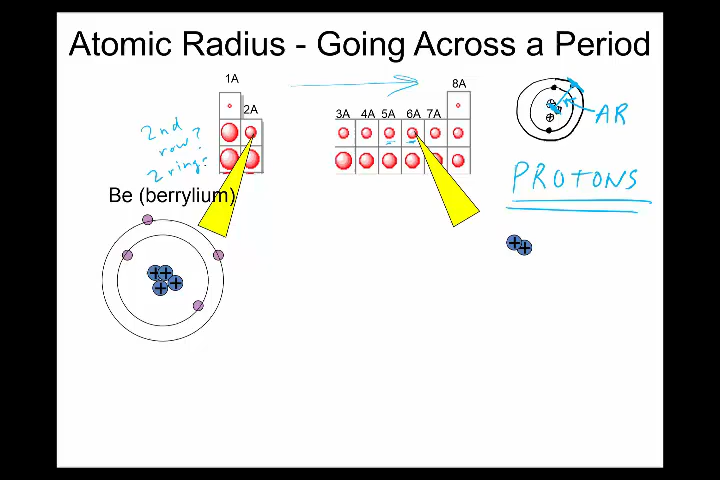 Atomic Radius - Going Across a Period
1A
2A
3A 4A 5A 6A 7A
8A
AR
2nd
row?
2 rings
PROTONS
Be (berrylium)
+ + + +
+ +